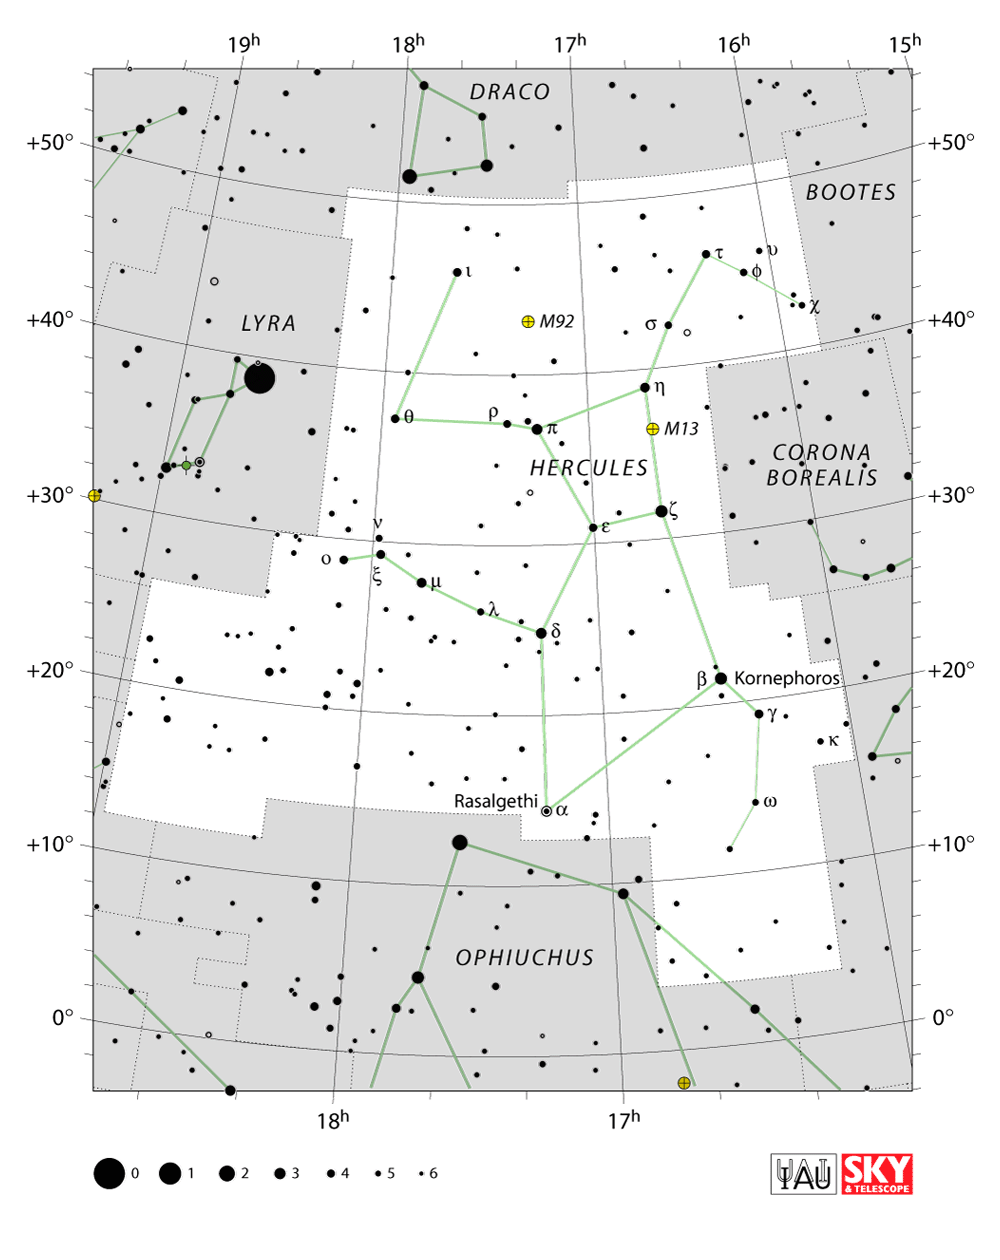 19h 18h 17h 16h 15h
DRACO
+50° +50°
BOOTES
τ υ
ι ϕ
χ
+40° M92 +40°
LYRA σ
η
θ ρ π M13
CORONA
HERCULES BOREALIS
+30° +30°
ν ε ζ
ο
ξ μ
λ
δ
+20° β Kornephoros +20°
γ
κ
Rasalgethi α ω
+10° +10°
OPHIUCHUS
0° 0°
18h 17h
0 1 2 3 4 5 6
IAU SKY
& TELESCOPE